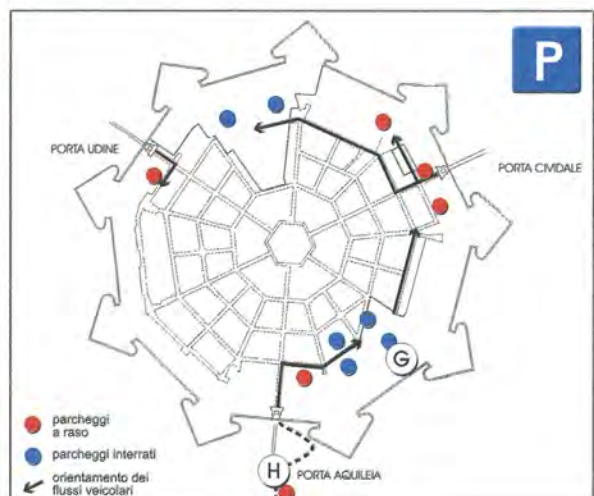 P
PORTA UDINE
PORTA CIVIDALE
G
H
PORTA AQUILEIA
parcheggi
a raso
parcheggi interrati
orientamento dei
flussi veicolari